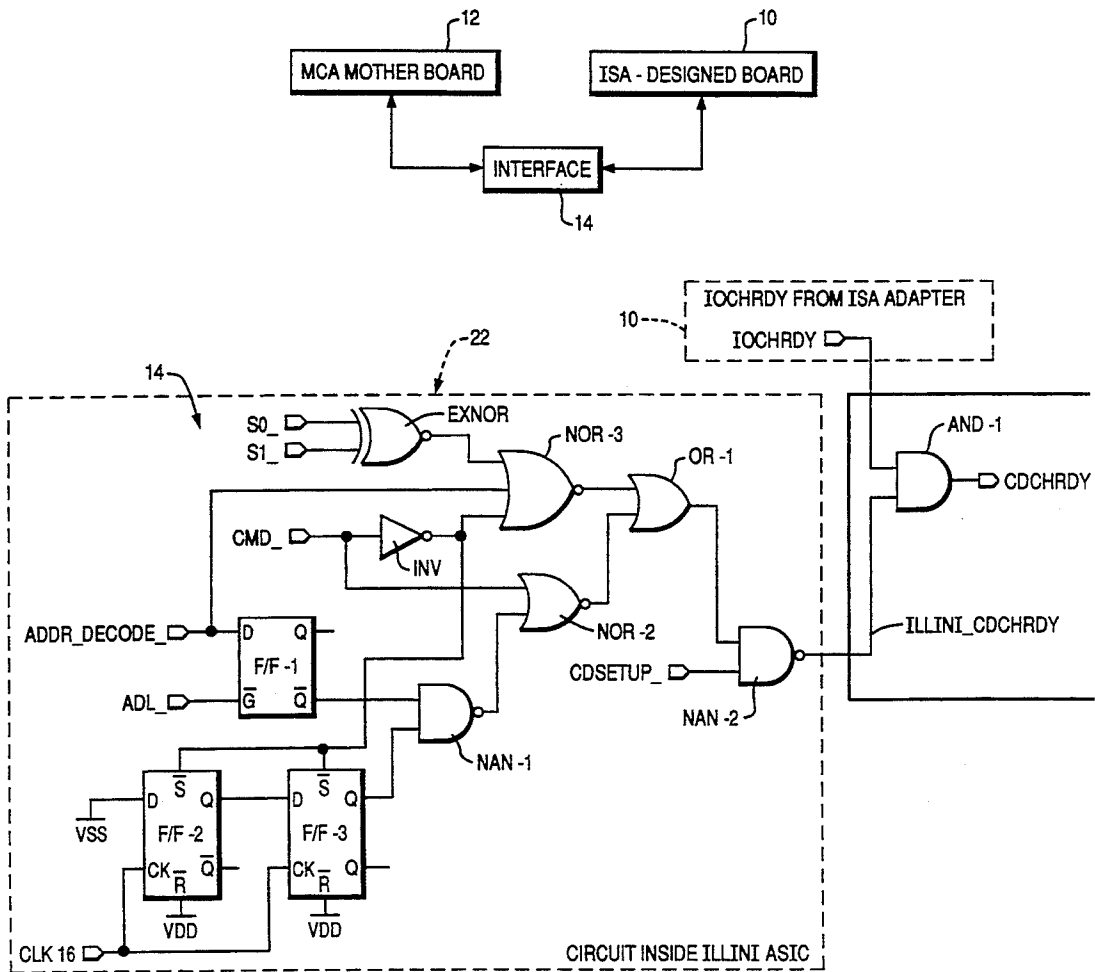 12
10
MCA MOTHER BOARD
ISA - DESIGNED BOARD
INTERFACE
14
IOCHRDY FROM ISA ADAPTER
10
IOCHRDY
22
14
S0_
S1_
EXNOR
NOR -3
OR -1
AND -1
CDCHRDY
CMD_
INV
NOR -2
ADDR_DECODE_
D Q
F/F -1
ADL_
G Q
CDSETUP_
ILLINI_CDCHRDY
NAN -2
NAN -1
S
S
D Q
D Q
VSS
F/F -2
F/F -3
CK Q
CK Q
R
R
VDD
VDD
CLK 16
CIRCUIT INSIDE ILLINI ASIC